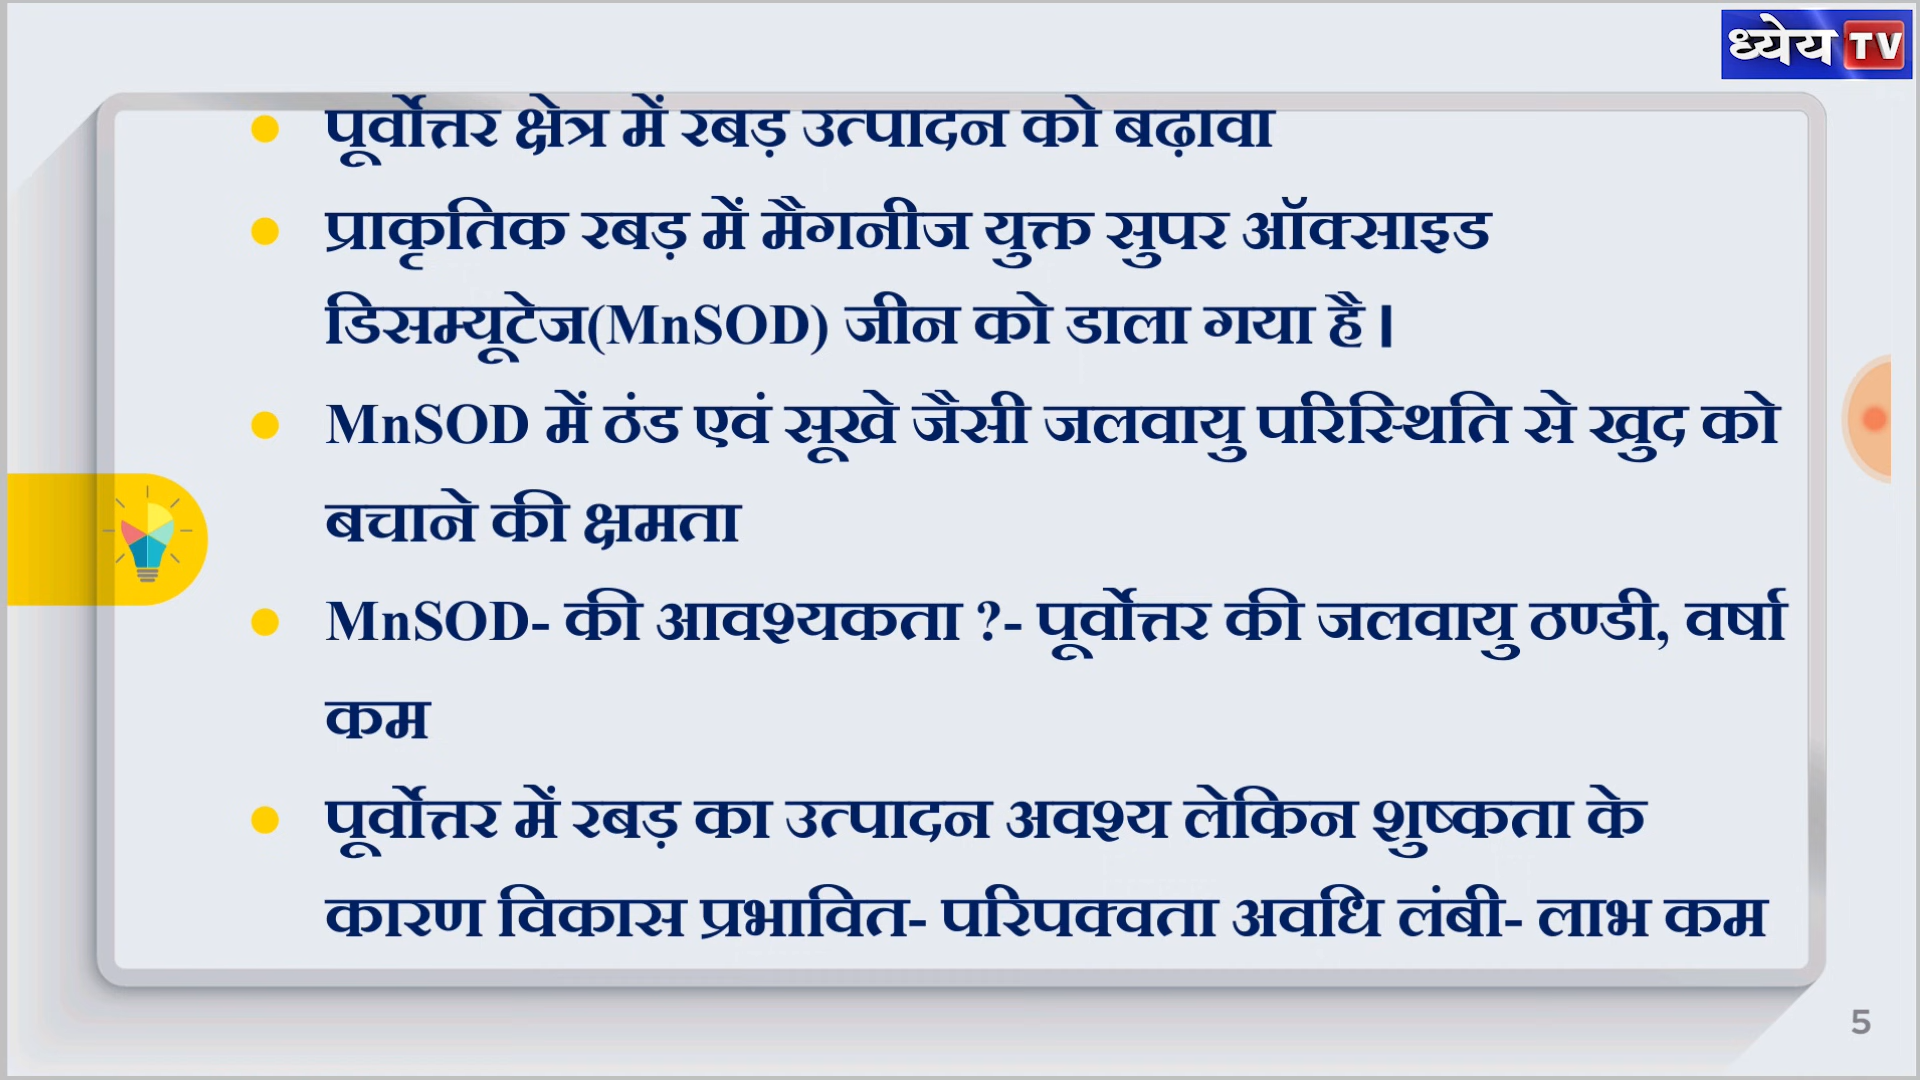 ध्येय TV
पूर्वोत्तर क्षेत्र में रबड़ उत्पादन को बढ़ावा
प्राकृतिक रबड़ में मैगनीज युक्त सुपर ऑक्साइड
डिसम्यूटेज(MnSOD) जीन को डाला गया है।
MnSOD में ठंड एवं सूखे जैसी जलवायु परिस्थिति से खुद को
बचाने की क्षमता
MnSOD- की आवश्यकता ?- पूर्वोत्तर की जलवायु ठण्डी, वर्षा
कम
पूर्वोत्तर में रबड़ का उत्पादन अवश्य लेकिन शुष्कता के
कारण विकास प्रभावित- परिपक्वता अवधि लंबी- लाभ कम
5